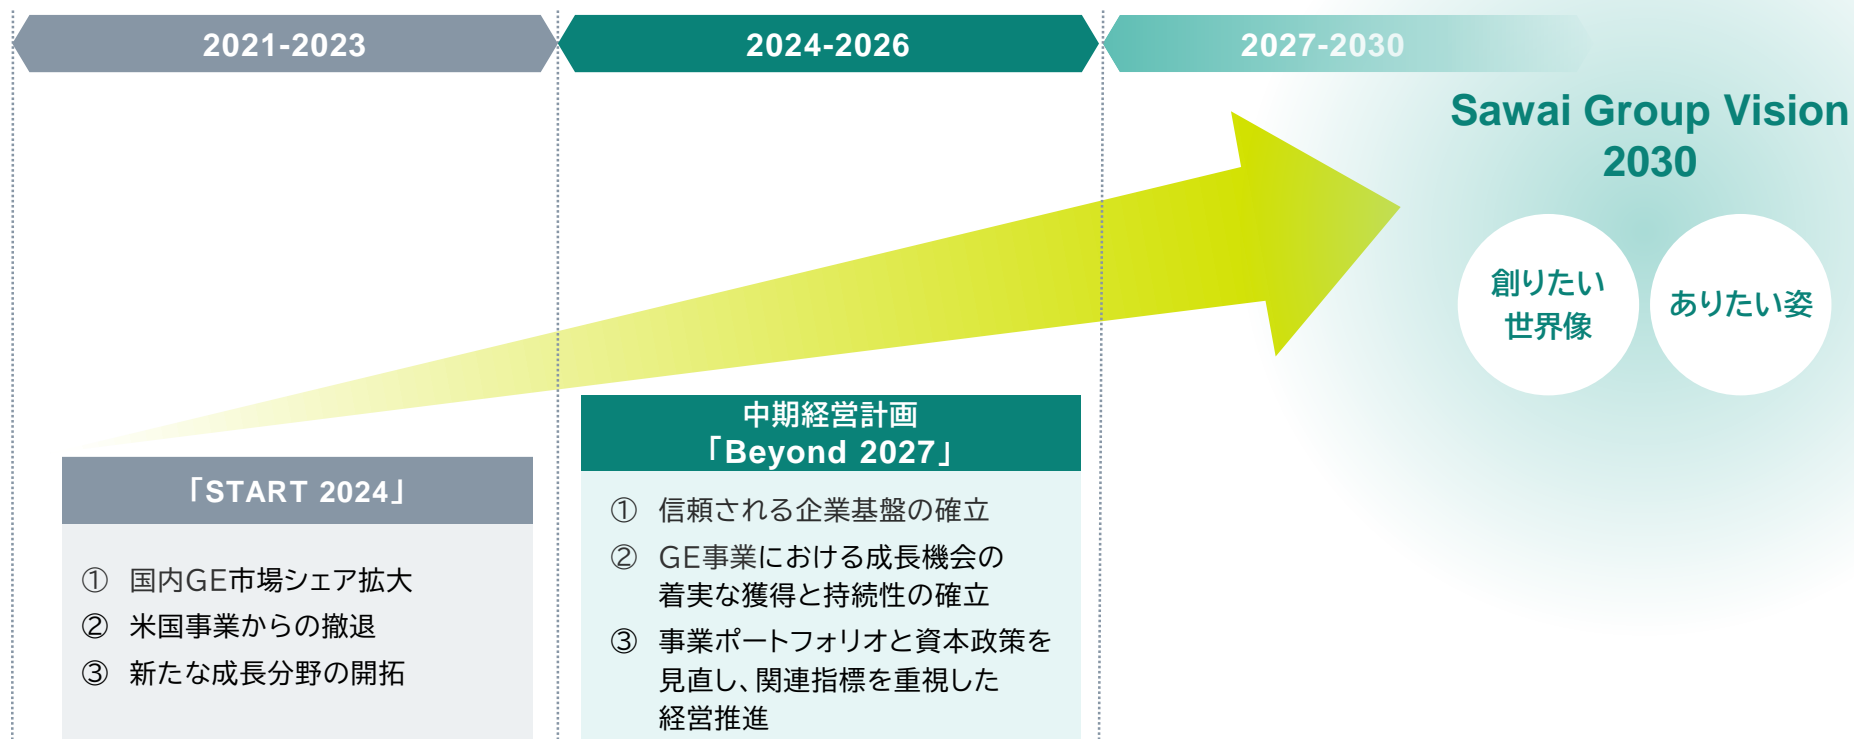 2021-2023
2024-2026
2027-2030
Sawai Group Vision
2030
創りたい
世界像
ありたい姿
「START 2024」
① 国内GE市場シェア拡大
② 米国事業からの撤退
③ 新たな成長分野の開拓
中期経営計画
「Beyond 2027」
① 信頼される企業基盤の確立
② GE事業における成長機会の
着実な獲得と持続性の確立
③ 事業ポートフォリオと資本政策を
見直し、関連指標を重視した
経営推進